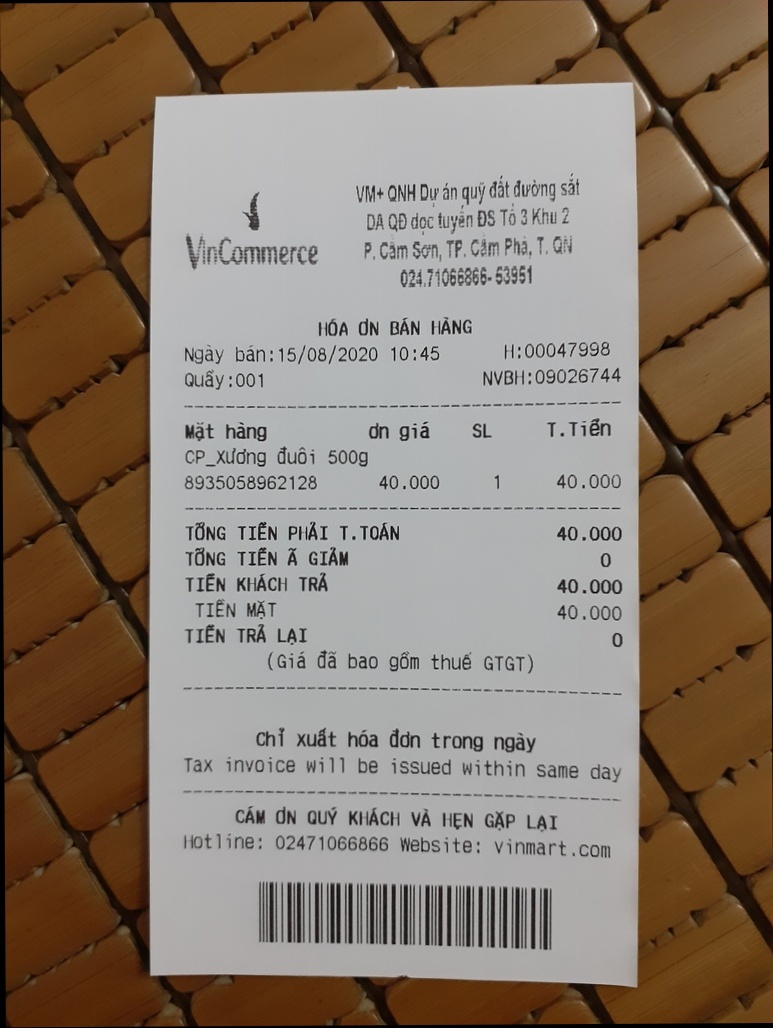 VinCommerce
VM+ QNH Dự án quỹ đất đường sắt
DA QĐ dọc tuyến ĐS Tổ 3 Khu 2
P. Cẩm Sơn, TP. Cẩm Phả, T. QN
024.71066866- 53951
HÓA ƠN BÁN HÀNG
Ngày bán:15/08/2020 10:45 H:00047998
Quầy:001 NVBH:09026744
Mặt hàng ơn giá SL T.Tiền
CP_Xương đuôi 500g
8935058962128 40.000 1 40.000
TỔNG TIỀN PHẢI T.TOÁN 40.000
TỔNG TIỀN Ã GIẢM 0
TIỀN KHÁCH TRẢ 40.000
TIỀN MẶT 40.000
TIỀN TRẢ LẠI 0
(Giá đã bao gồm thuế GTGT)
Chỉ xuất hóa đơn trong ngày
Tax invoice will be issued within same day
CÁM ƠN QUÝ KHÁCH VÀ HẸN GẶP LẠI
Hotline: 02471066866 Website: vinmart.com